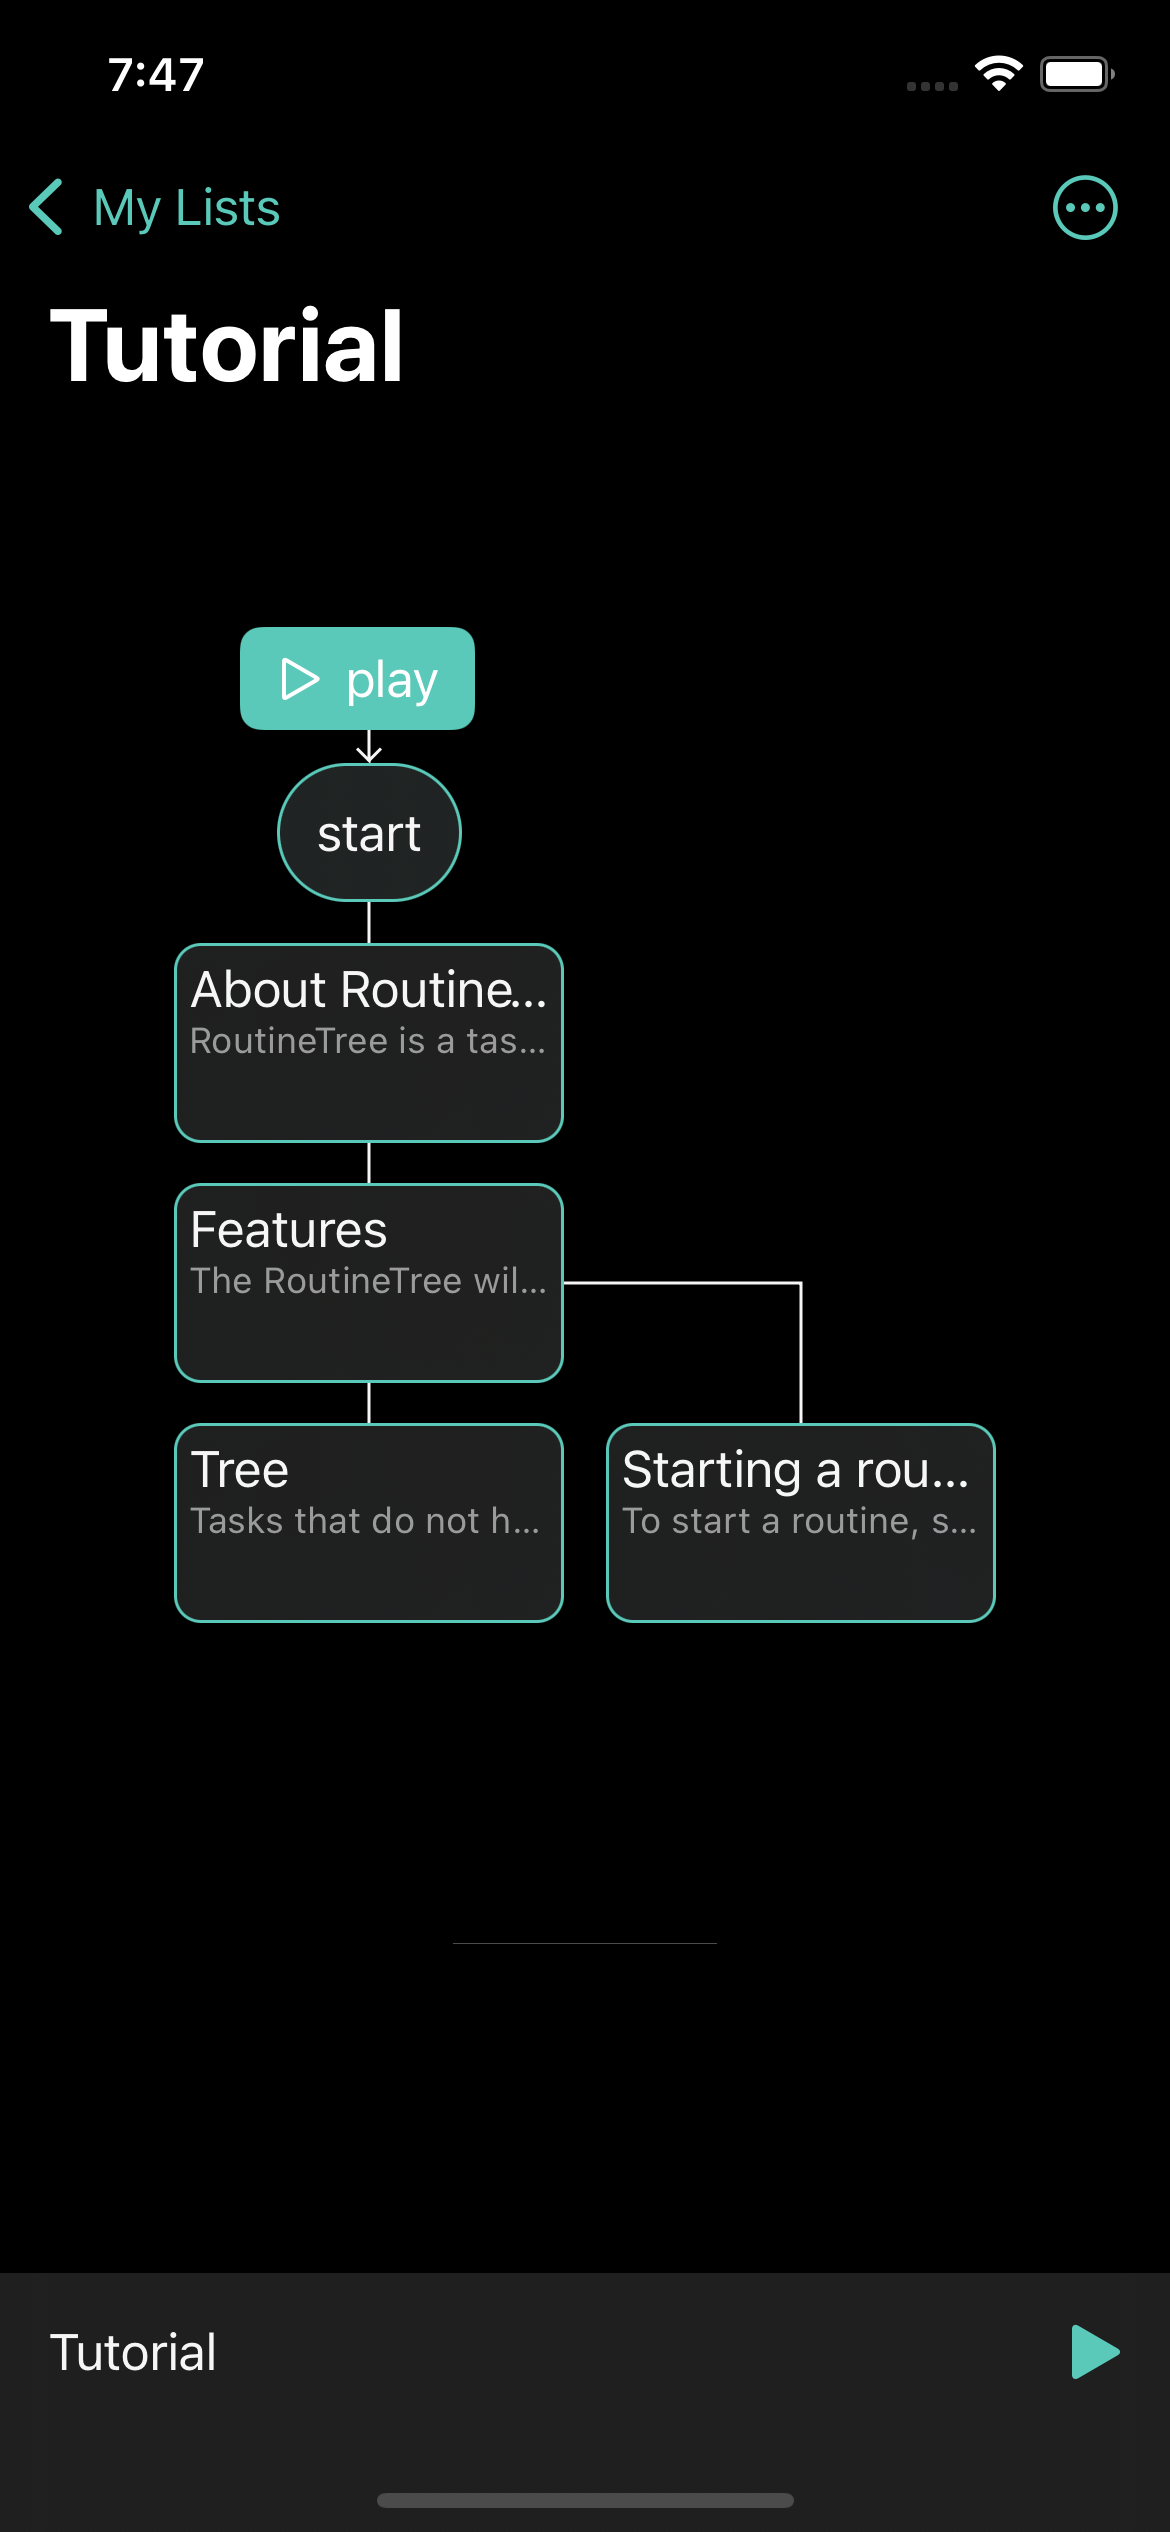 7:47
My Lists
Tutorial
play
start
About Routine...
RoutineTree is a tas...
Features
The RoutineTree wil...
Tree
Tasks that do not h...
Starting a rou...
To start a routine, s...
Tutorial